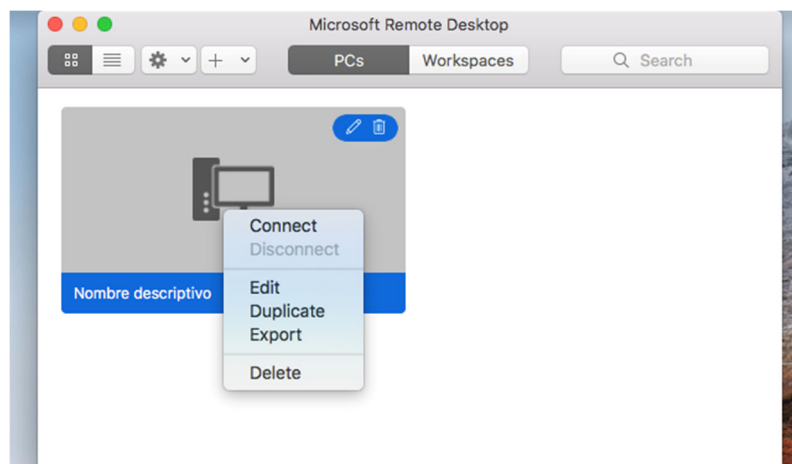 Microsoft Remote Desktop
PCs Workspaces Search
Nombre descriptivo
Connect
Disconnect
Edit
Duplicate
Export
Delete